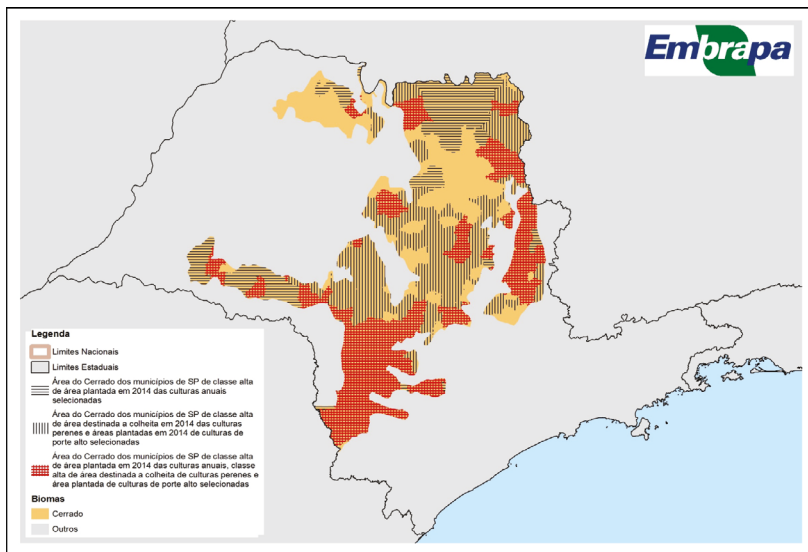 Embrapa
Legenda
Limites Nacionais
Limites Estaduais
Área do Cerrado dos municípios de SP de classe alta
de área plantada em 2014 das culturas anuais
selecionadas
Área do Cerrado dos municípios de SP de classe alta
de área destinada a colheita em 2014 das culturas
perenes e áreas plantadas em 2014 de culturas de
porte alto selecionadas
Área do Cerrado dos municípios de SP de classe alta
de área plantada em 2014 das culturas anuais, classe
alta de área destinada a colheita de culturas perenes e
área plantada de culturas de porte alto selecionadas
Biomas
Cerrado
Outros